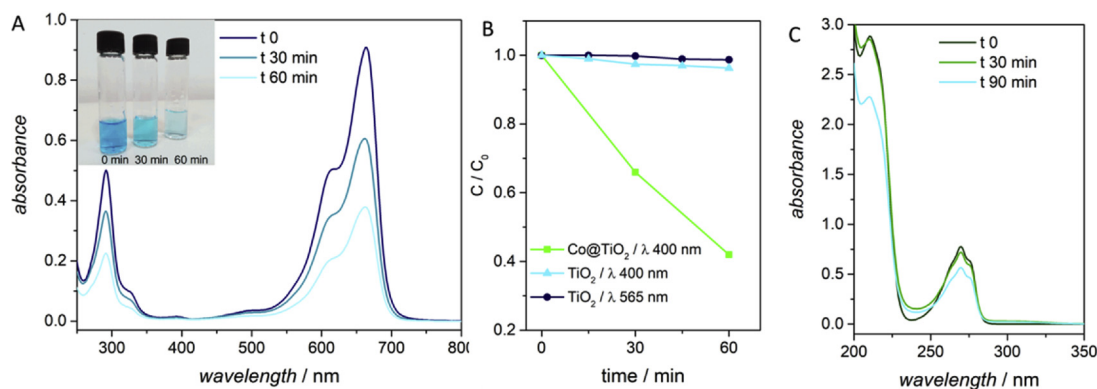 A
t 0
t 30 min
t 60 min
0 min 30 min 60 min
absorbance
1.0
0.8
0.6
0.4
0.2
0.0
300 400 500 600 700 800
wavelength / nm
B
C / C0
1.0
0.8
0.6
0.4
0.2
Co@TiO2 / λ 400 nm
TiO2 / λ 400 nm
TiO2 / λ 565 nm
0 30 60
time / min
C
t 0
t 30 min
t 90 min
absorbance
3.0
2.5
2.0
1.5
1.0
0.5
0.0
200 250 300 350
wavelength / nm